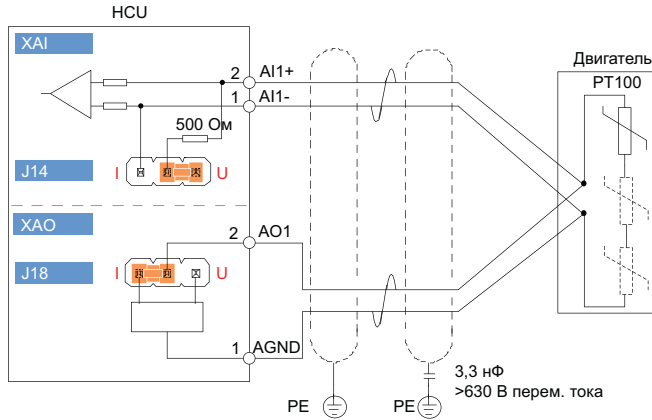 HCU
XAI
2 AI1+
1 AI1-
500 Ом
J14
I U
XAO
2 AO1
J18
I U
1 AGND
Двигатель
PT100
3,3 нФ
>630 В перем. тока
PE
PE